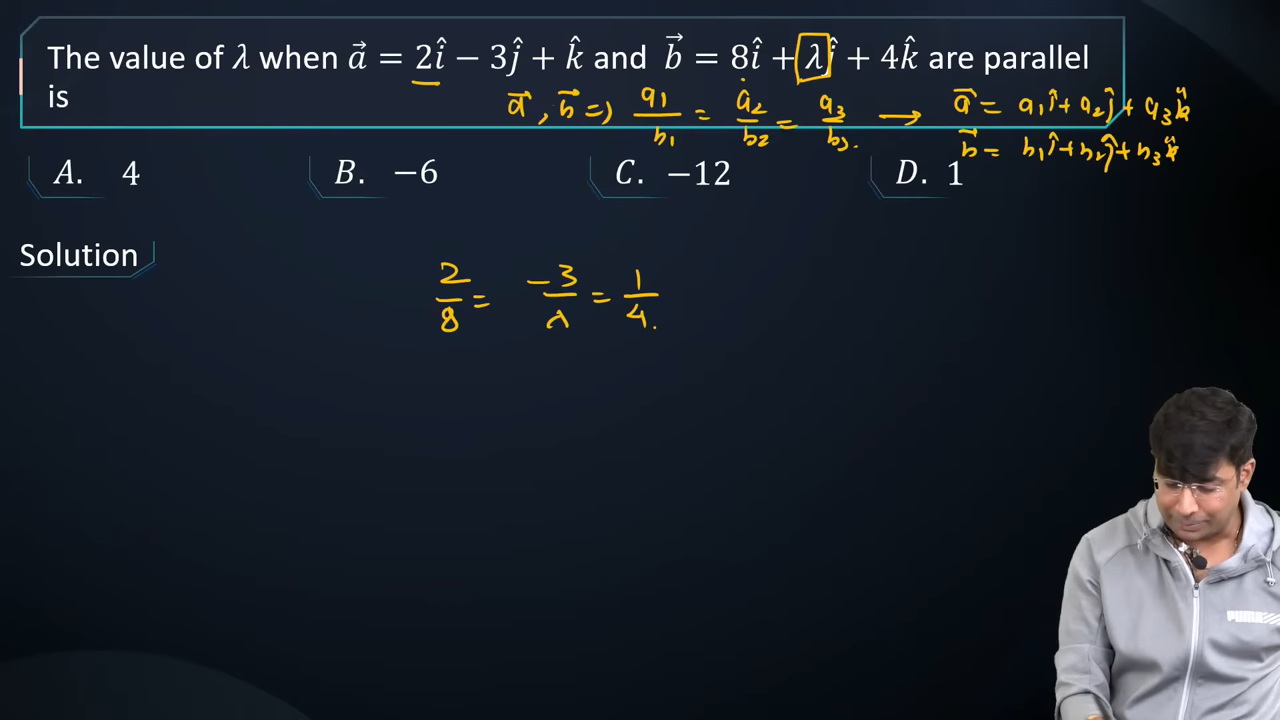 The value of λ when a⃗ = 2î − 3ĵ + k̂ and b⃗ = 8î + λĵ + 4k̂ are parallel
is
a⃗, b⃗ ⇒ a₁/b₁ = a₂/b₂ = a₃/b₃. → a⃗ = a₁î + a₂ĵ + a₃k̂
b⃗ = b₁î + b₂ĵ + b₃k̂
A. 4 B. −6 C. −12 D. 1
Solution
2/8 = −3/λ = 1/4.
PUMA